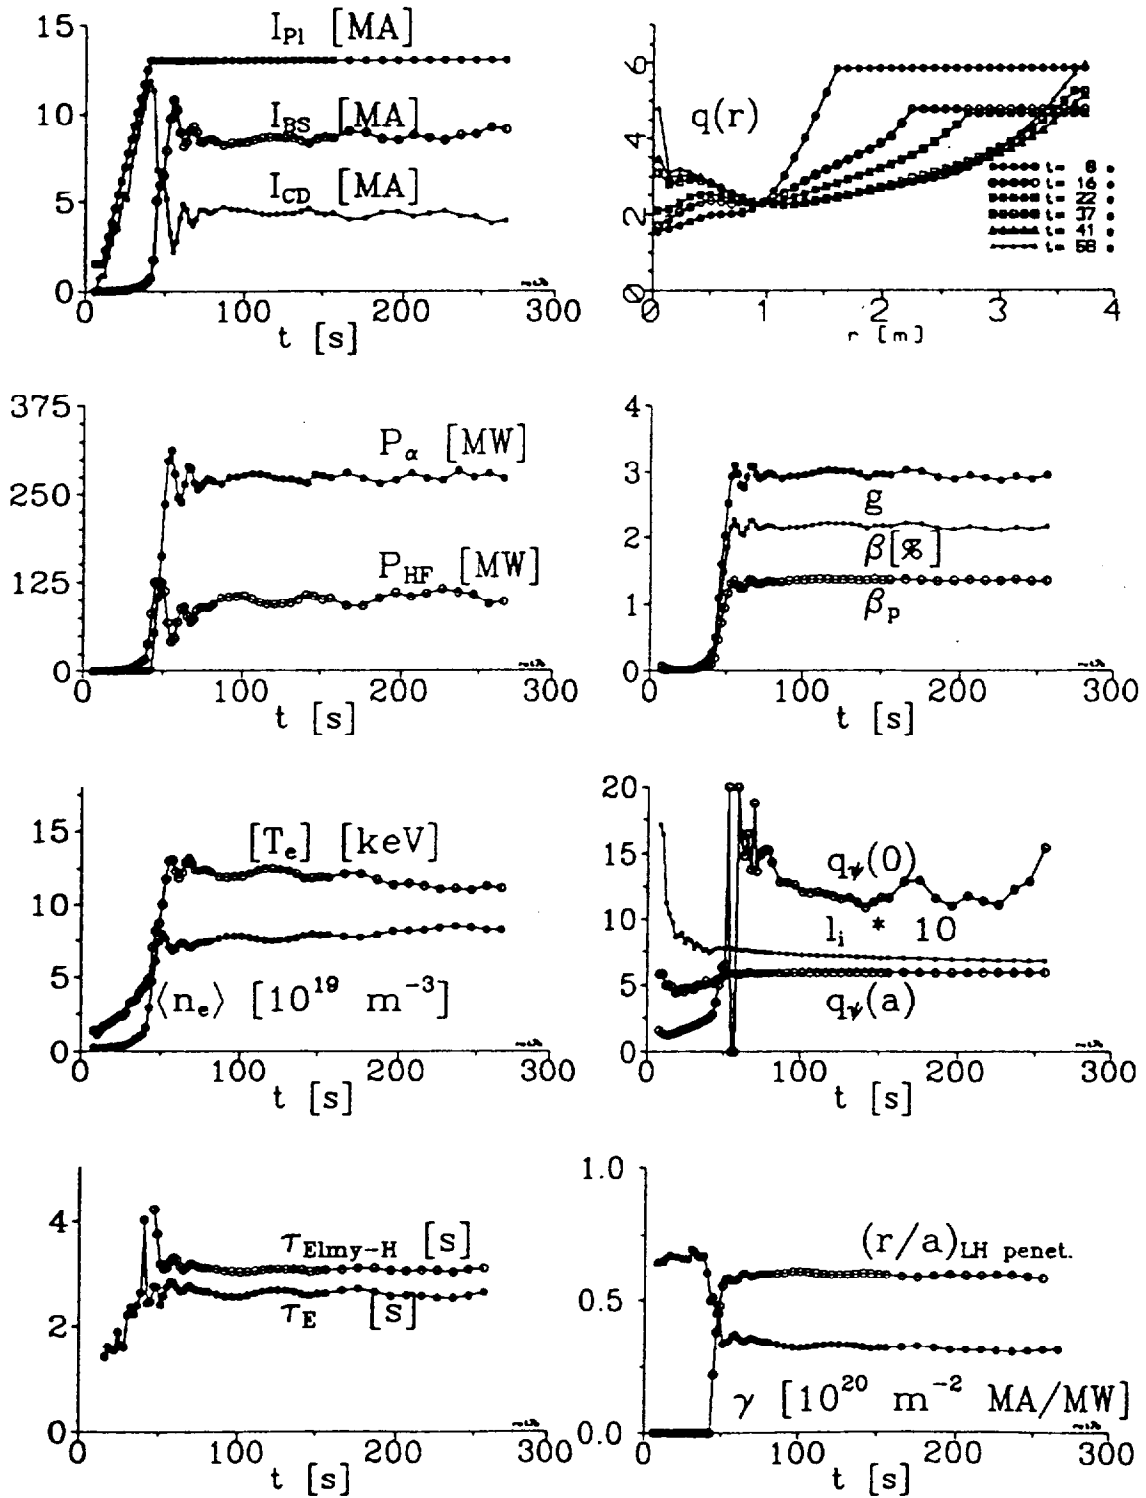 I_Pl [MA]
I_BS [MA]
I_CD [MA]
15
10
5
0
0 100 200 300
t [s]
q(r)
6
4
2
0
t= 8 s
t= 16 s
t= 22 s
t= 37 s
t= 41 s
t= 58 s
0 1 2 3 4
r [m]
375
250
125
0
P_α [MW]
P_HF [MW]
0 100 200 300
t [s]
4
3
2
1
0
g
β[%]
β_p
0 100 200 300
t [s]
15
10
5
0
[T_e] [keV]
⟨n_e⟩ [10^19 m^-3]
0 100 200 300
t [s]
20
15
10
5
0
q_ψ(0)
l_i * 10
q_ψ(a)
0 100 200 300
t [s]
4
2
0
τ_Elmy-H [s]
τ_E [s]
0 100 200 300
t [s]
1.0
0.5
0.0
(r/a)_LH penet.
γ [10^20 m^-2 MA/MW]
0 100 200 300
t [s]